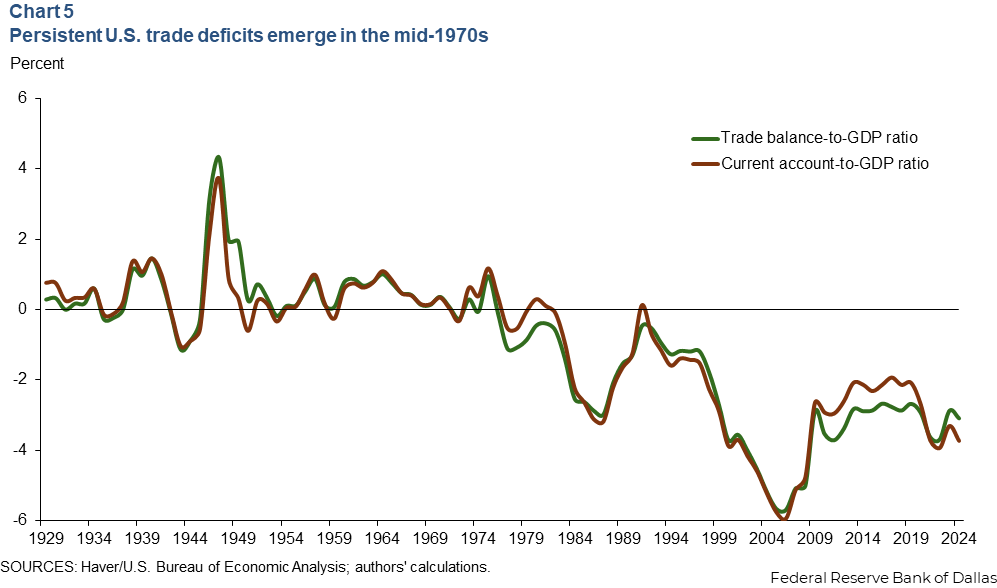 Chart 5
Persistent U.S. trade deficits emerge in the mid-1970s
Percent
6
4
2
0
-2
-4
-6
Trade balance-to-GDP ratio
Current account-to-GDP ratio
1929 1934 1939 1944 1949 1954 1959 1964 1969 1974 1979 1984 1989 1994 1999 2004 2009 2014 2019 2024
SOURCES: Haver/U.S. Bureau of Economic Analysis; authors' calculations.
Federal Reserve Bank of Dallas